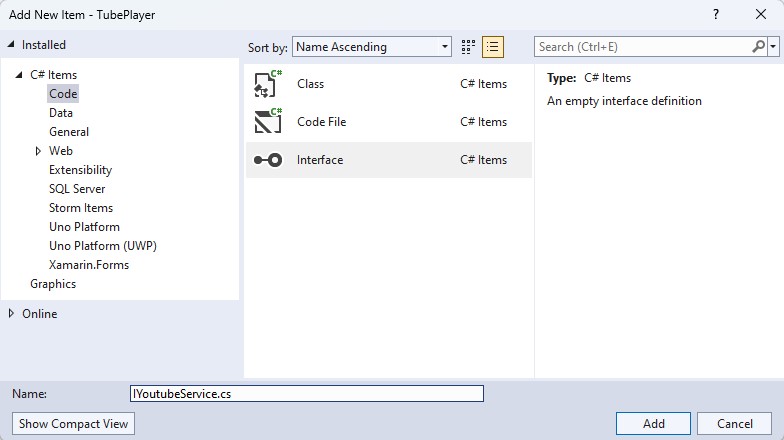 Add New Item - TubePlayer
?
Installed
Sort by: Name Ascending
Search (Ctrl+E)
C# Items
Code
Data
General
Web
Extensibility
SQL Server
Storm Items
Uno Platform
Uno Platform (UWP)
Xamarin.Forms
Graphics
Online
C# Class C# Items
C# Code File C# Items
Interface C# Items
Type: C# Items
An empty interface definition
Name: IYoutubeService.cs
Show Compact View
Add
Cancel